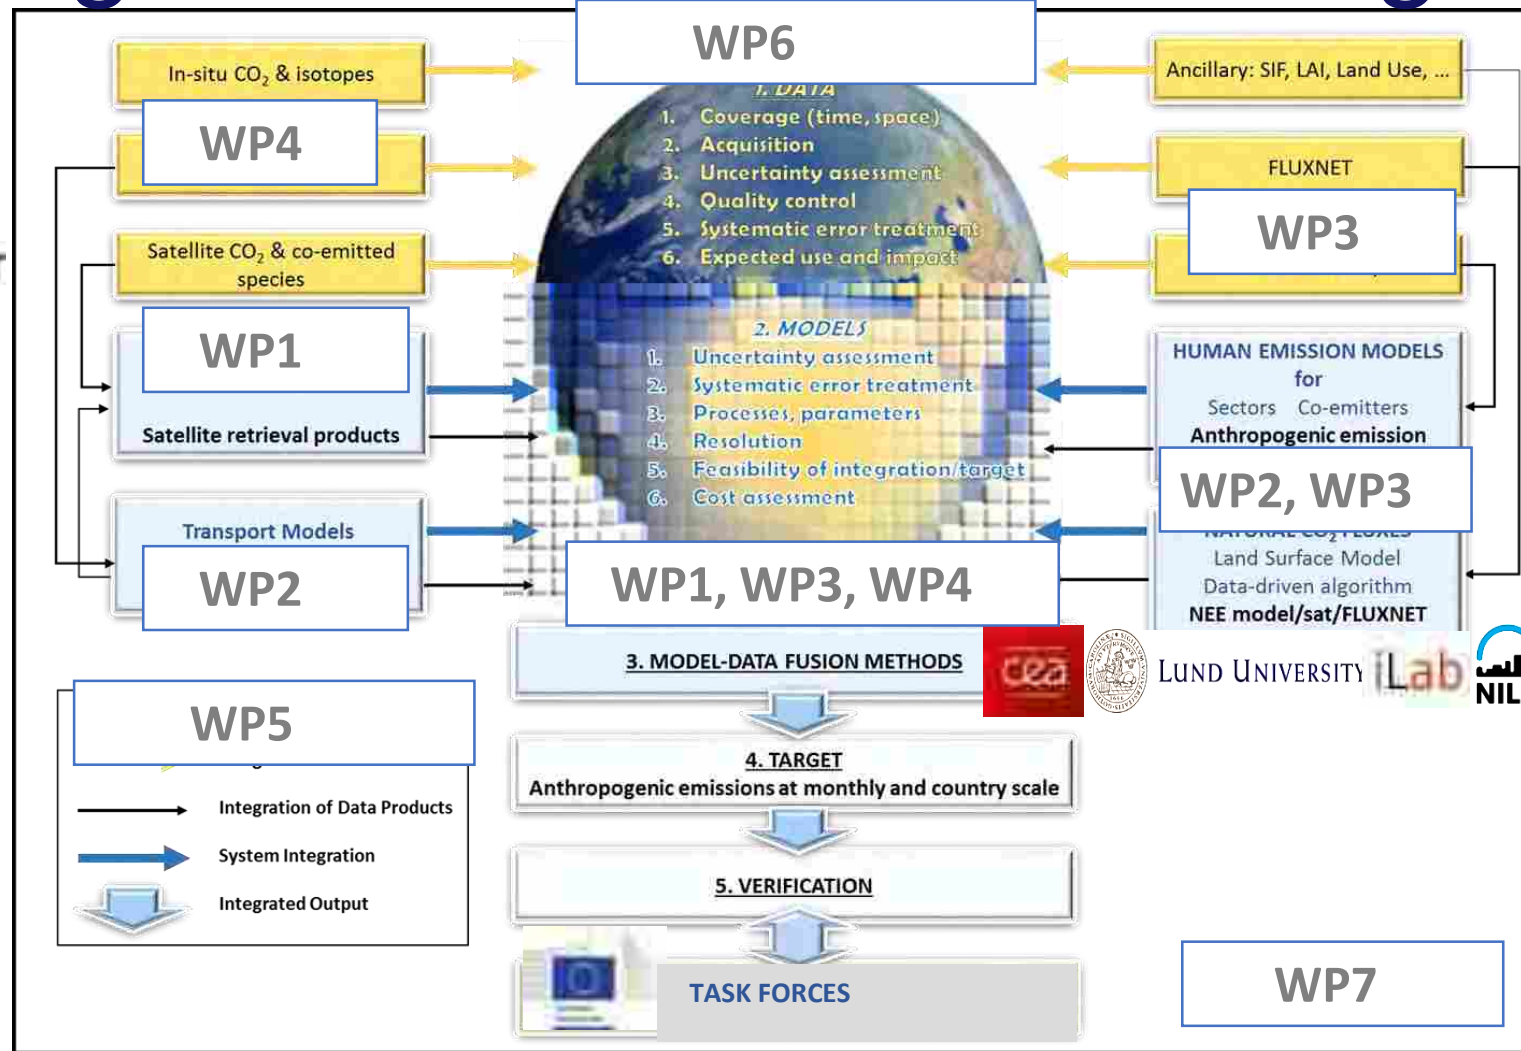 WP6
In-situ CO₂ & isotopes
Ancillary: SIF, LAI, Land Use, ...
WP4
1. DATA
1. Coverage (time, space)
2. Acquisition
3. Uncertainty assessment
4. Quality control
5. Systematic error treatment
6. Expected use and impact
FLUXNET
WP3
Satellite CO₂ & co-emitted
species
WP1
Satellite retrieval products
2. MODELS
1. Uncertainty assessment
2. Systematic error treatment
3. Processes, parameters
4. Resolution
5. Feasibility of integration/target
6. Cost assessment
HUMAN EMISSION MODELS
for
Sectors Co-emitters
Anthropogenic emission
WP2, WP3
Transport Models
WP2
WP1, WP3, WP4
NATURAL CO₂ FLUXES
Land Surface Model
Data-driven algorithm
NEE model/sat/FLUXNET
3. MODEL-DATA FUSION METHODS
cea
LUND UNIVERSITY
iLab
NIL
WP5
Integration of Data Products
System Integration
Integrated Output
4. TARGET
Anthropogenic emissions at monthly and country scale
5. VERIFICATION
TASK FORCES
WP7